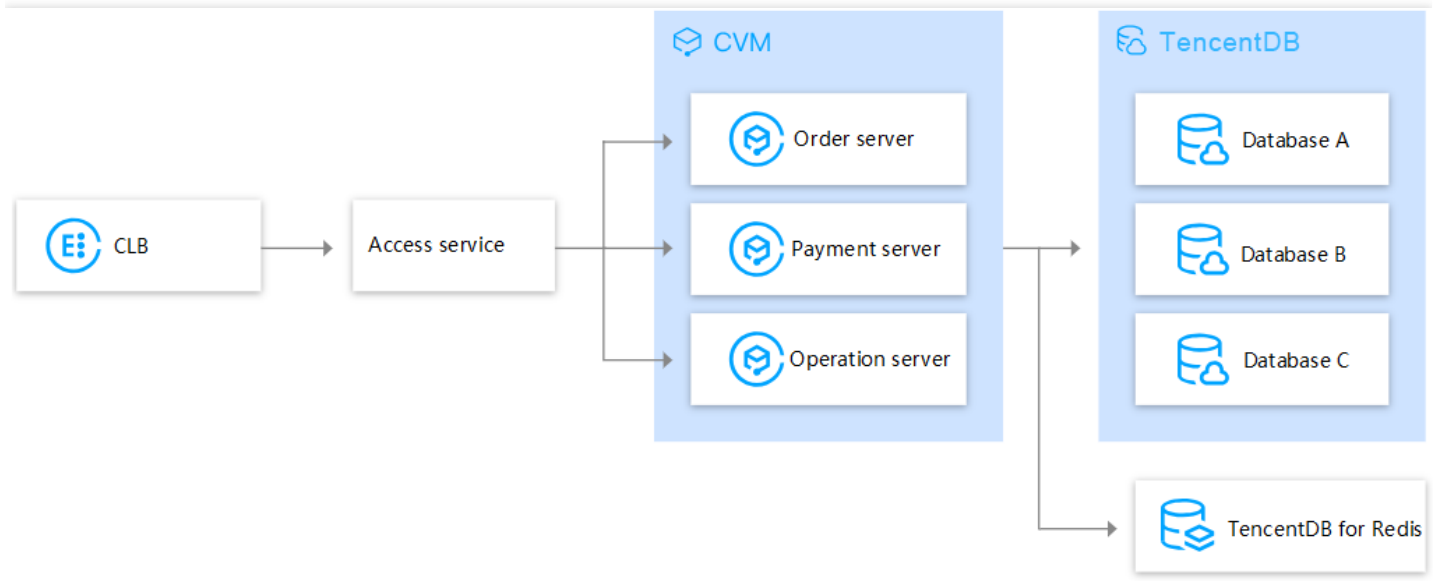 CLB
Access service
CVM
Order server
Payment server
Operation server
TencentDB
Database A
Database B
Database C
TencentDB for Redis